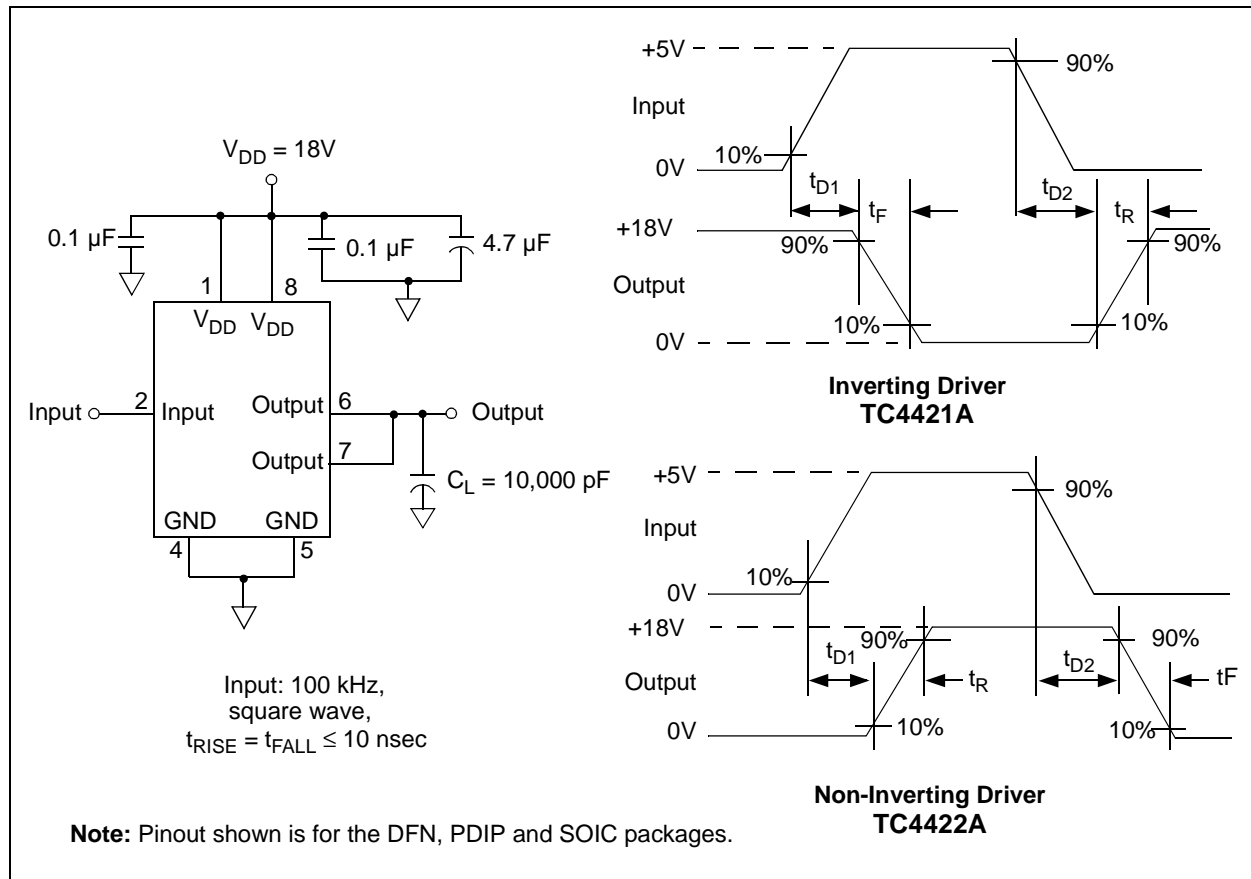 V_DD = 18V
0.1 µF
0.1 µF
4.7 µF
1
8
V_DD
V_DD
Input
2
Input
Output
6
Output
Output
7
C_L = 10,000 pF
GND
GND
4
5
Input: 100 kHz,
square wave,
t_RISE = t_FALL ≤ 10 nsec
+5V
90%
Input
10%
0V
t_D1
t_D2
t_F
t_R
+18V
90%
90%
Output
10%
10%
0V
Inverting Driver
TC4421A
+5V
90%
Input
10%
0V
+18V
90%
90%
t_D1
t_D2
Output
t_R
tF
0V
10%
10%
Non-Inverting Driver
TC4422A
Note: Pinout shown is for the DFN, PDIP and SOIC packages.